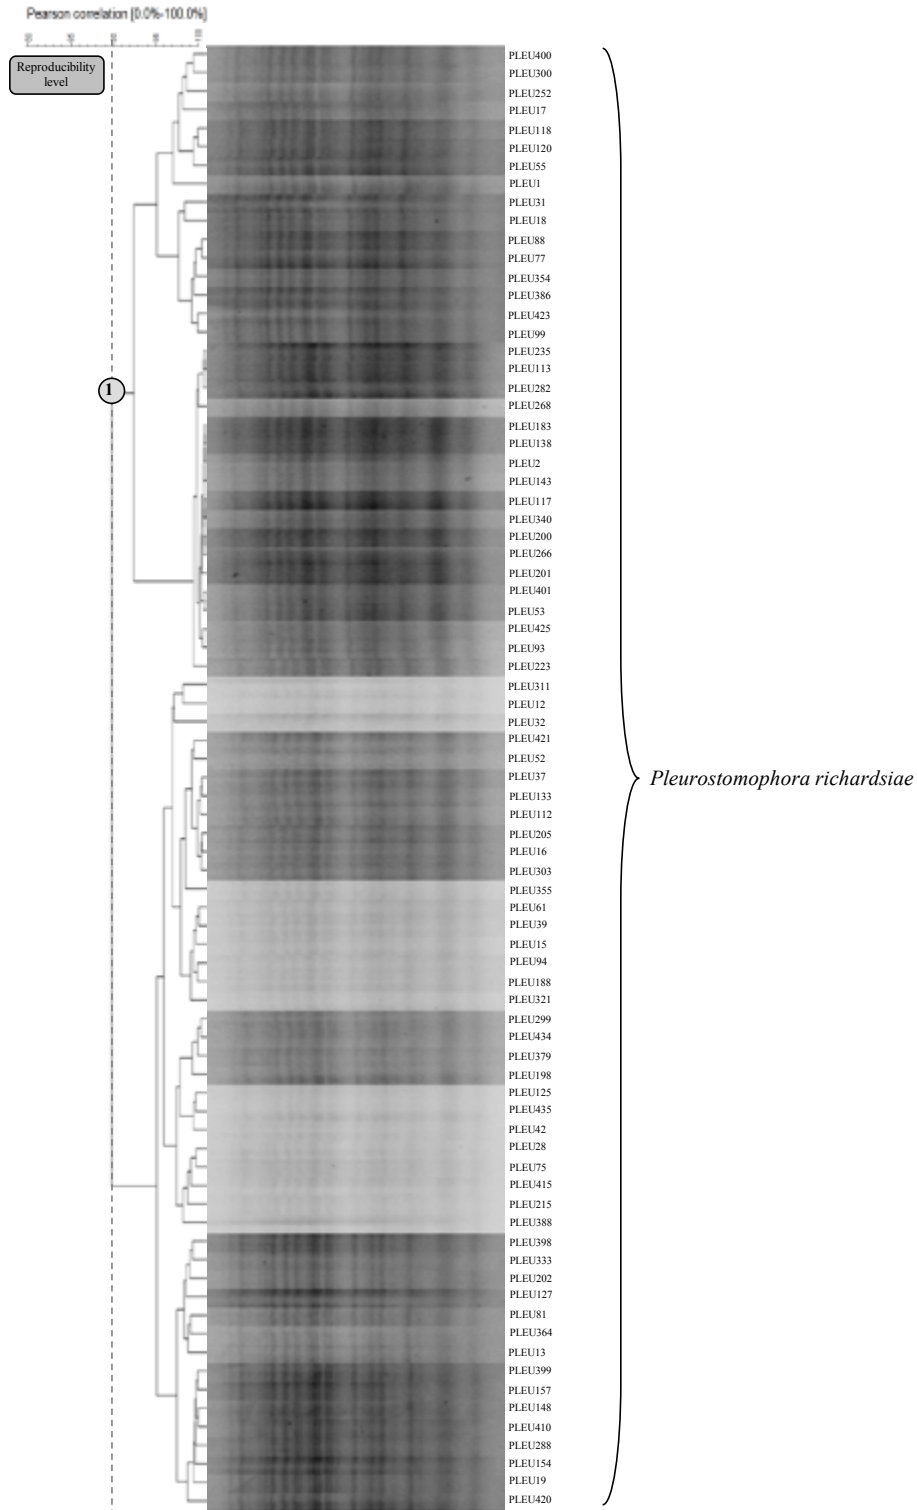 Pearson correlation [0.0%-100.0%]
100
Reproducibility
level
1
PLEU400
PLEU300
PLEU252
PLEU17
PLEU118
PLEU120
PLEU55
PLEU1
PLEU31
PLEU18
PLEU88
PLEU77
PLEU354
PLEU386
PLEU423
PLEU99
PLEU235
PLEU113
PLEU282
PLEU268
PLEU183
PLEU138
PLEU2
PLEU143
PLEU117
PLEU340
PLEU200
PLEU266
PLEU201
PLEU401
PLEU53
PLEU425
PLEU93
PLEU223
PLEU311
PLEU12
PLEU32
PLEU421
PLEU52
PLEU37
PLEU133
PLEU112
PLEU205
PLEU16
PLEU303
PLEU355
PLEU61
PLEU39
PLEU15
PLEU94
PLEU188
PLEU321
PLEU299
PLEU434
PLEU379
PLEU198
PLEU125
PLEU435
PLEU42
PLEU28
PLEU75
PLEU415
PLEU215
PLEU388
PLEU398
PLEU333
PLEU202
PLEU127
PLEU81
PLEU364
PLEU13
PLEU399
PLEU157
PLEU148
PLEU410
PLEU288
PLEU154
PLEU19
PLEU420
Pleurostomophora richardsiae